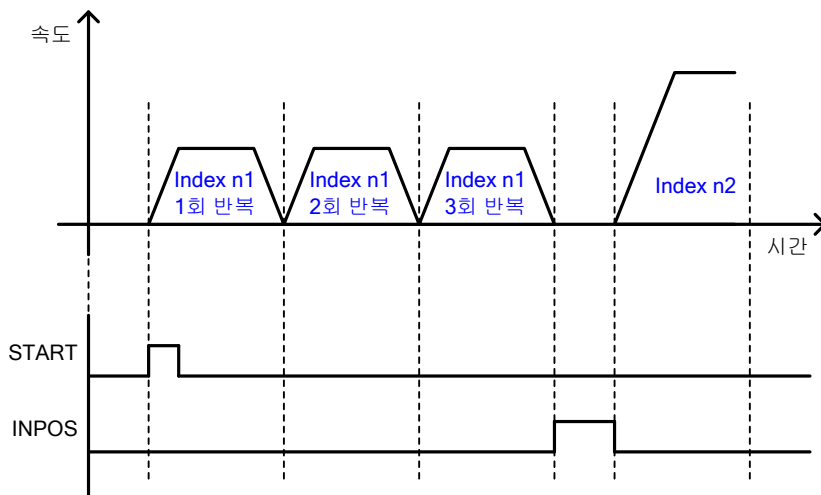 속도
Index n1
1회 반복
Index n1
2회 반복
Index n1
3회 반복
Index n2
시간
START
INPOS